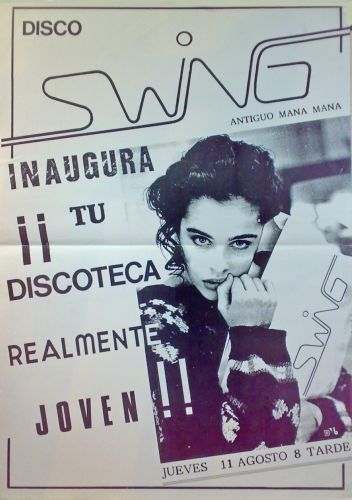 DISCO
SWING
ANTIGUO MANA MANA
INAUGURA
¡¡ TU
DISCOTECA
REALMENTE
JOVEN !!
SWING
JUEVES 11 AGOSTO 8 TARDE